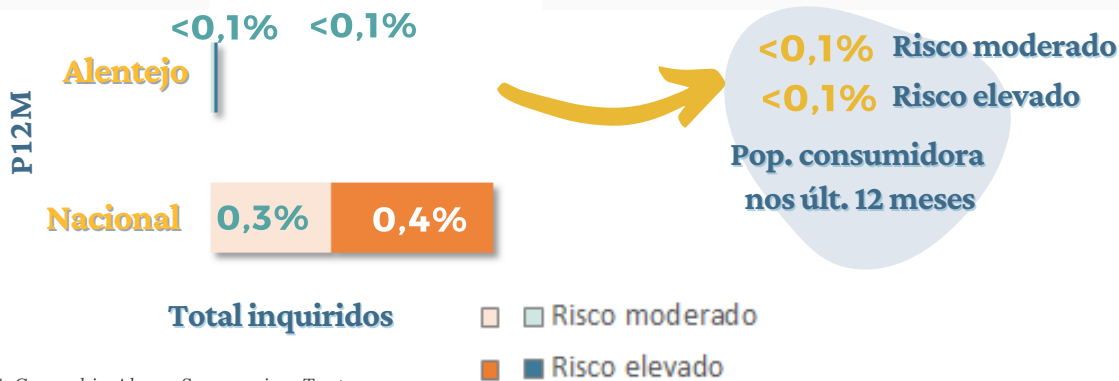 <0,1% <0,1%
Alentejo
P12M
Nacional
0,3% 0,4%
Total inquiridos
<0,1% Risco moderado
<0,1% Risco elevado
Pop. consumidora
nos últ. 12 meses
Risco moderado
Risco elevado